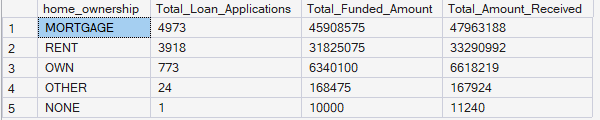 home_ownership Total_Loan_Applications Total_Funded_Amount Total_Amount_Received
1 MORTGAGE 4973 45908575 47963188
2 RENT 3918 31825075 33290992
3 OWN 773 6340100 6618219
4 OTHER 24 168475 167924
5 NONE 1 10000 11240